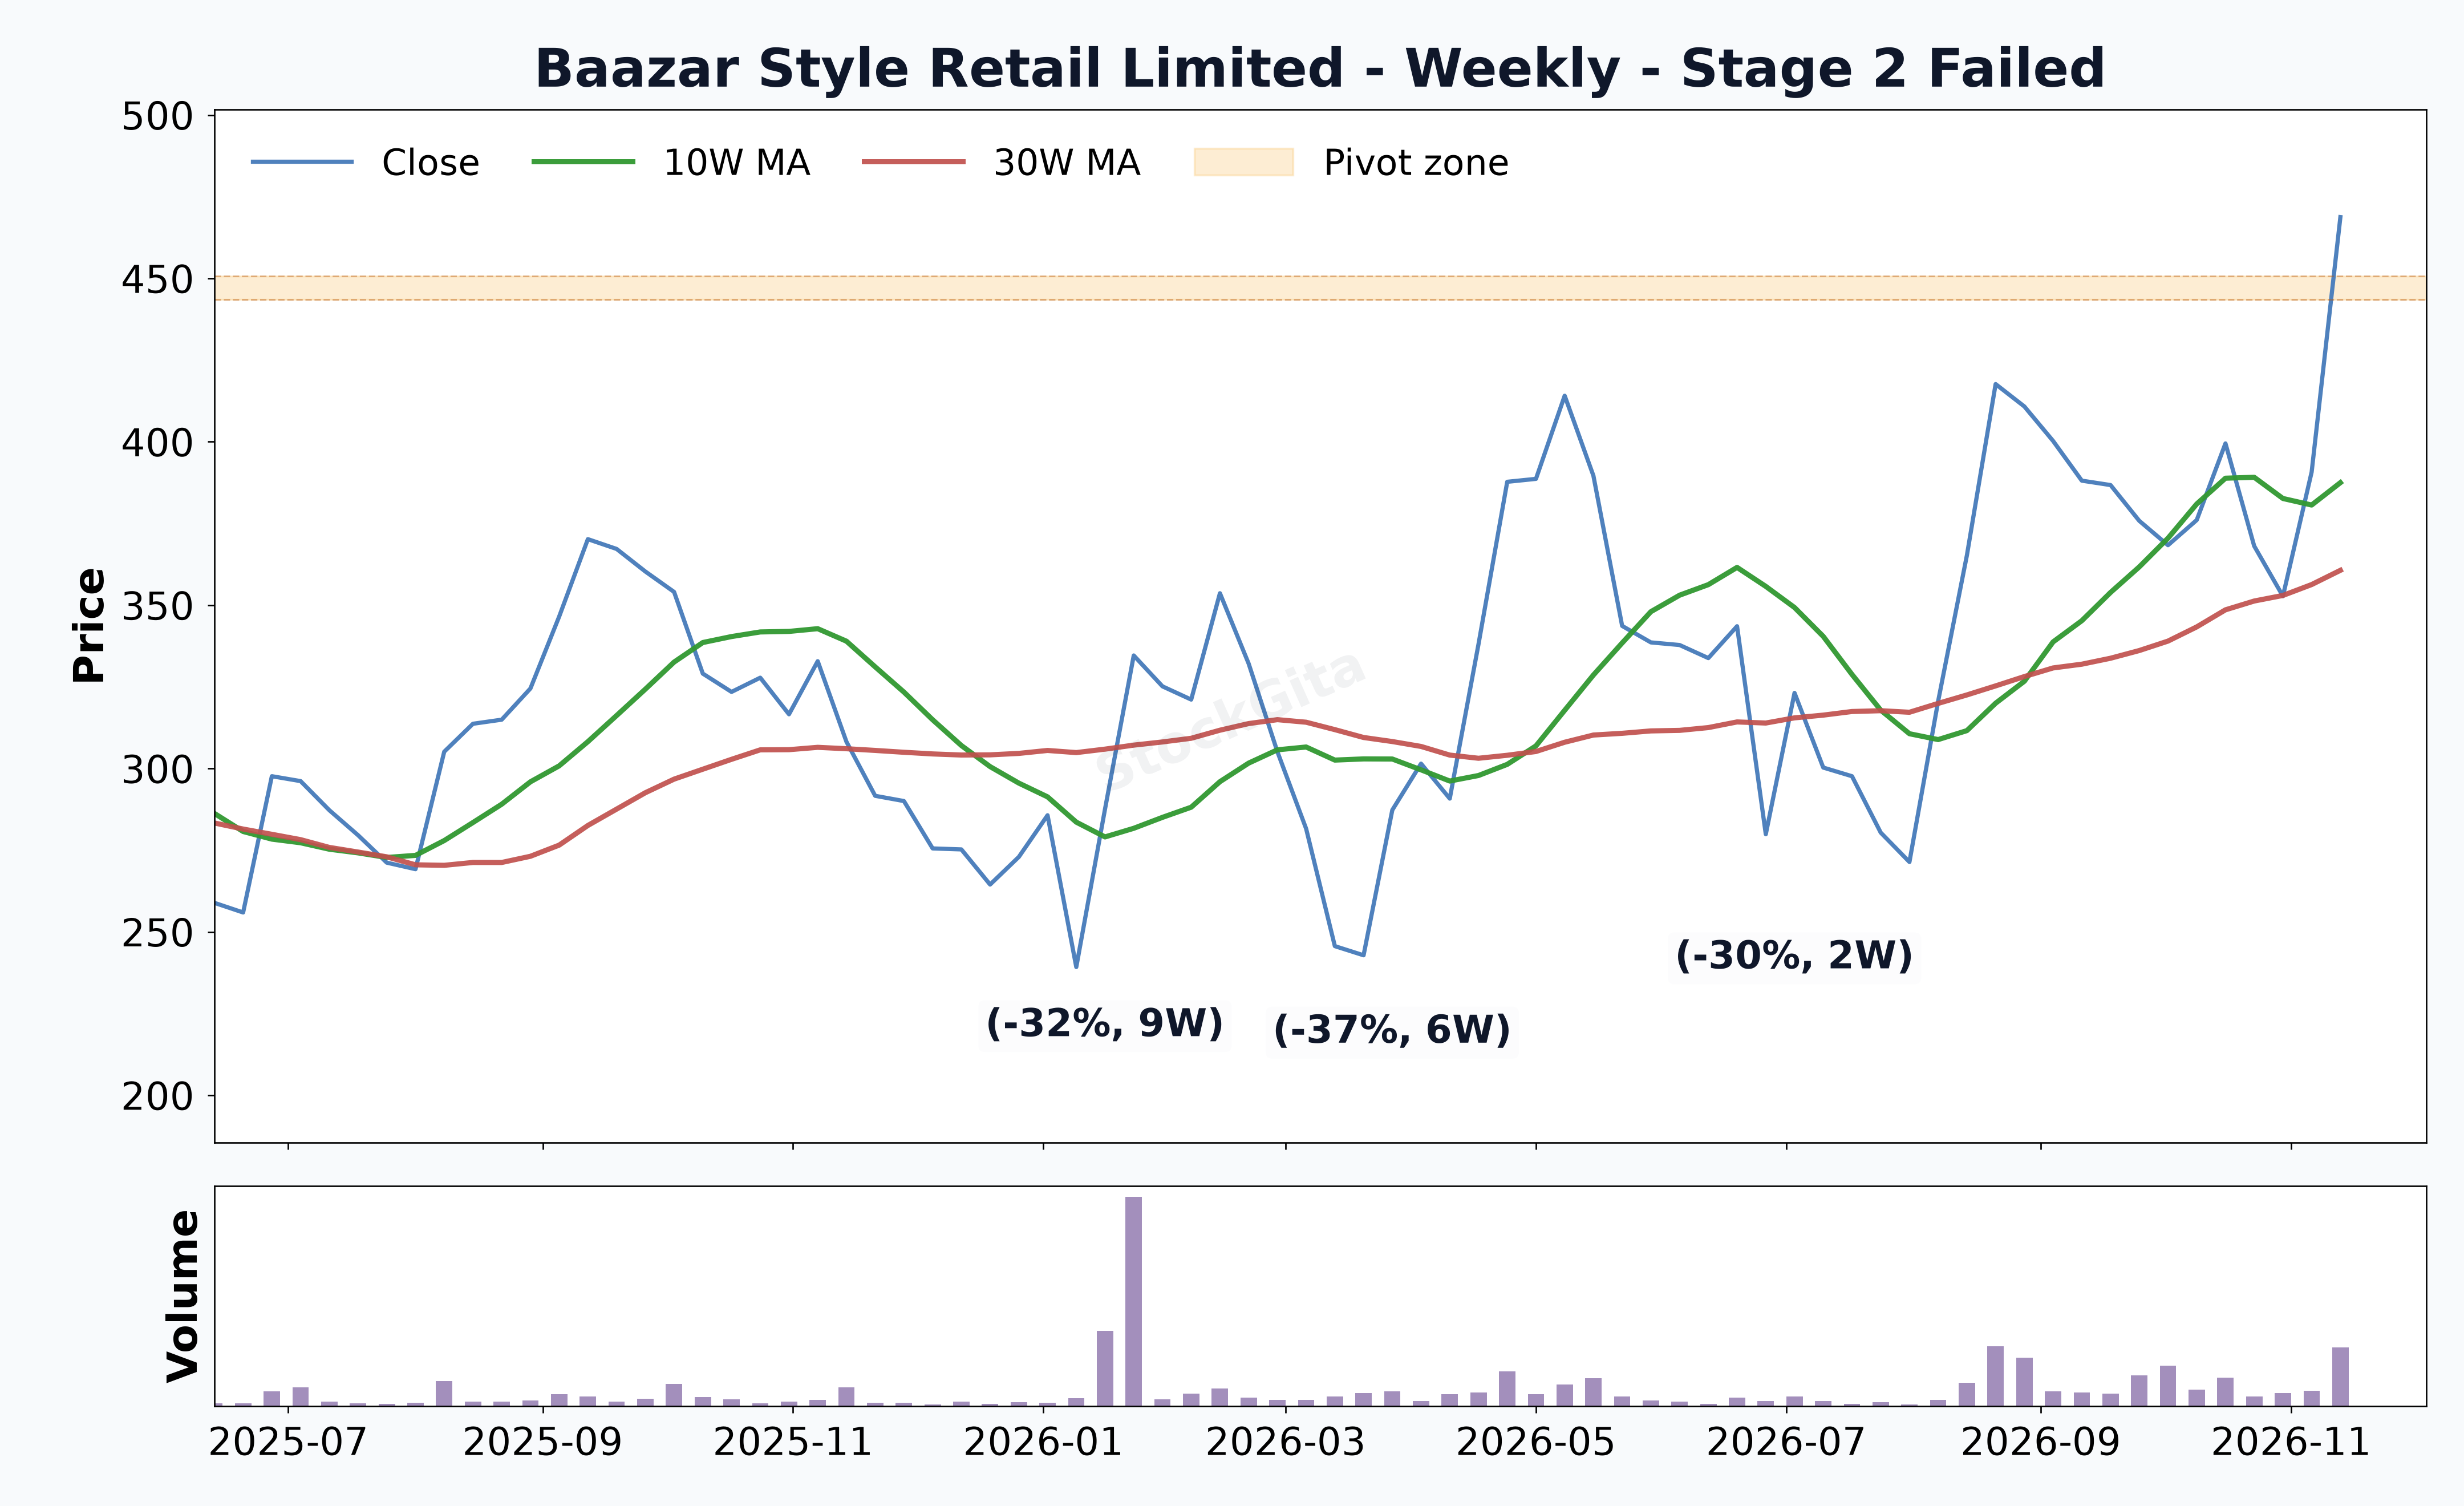 Baazar Style Retail Limited - Weekly - Stage 2 Failed
Close 10W MA 30W MA Pivot zone
Price
500
450
400
350
300
250
200
StockGita
(-32%, 9W)
(-37%, 6W)
(-30%, 2W)
Volume
2025-07 2025-09 2025-11 2026-01 2026-03 2026-05 2026-07 2026-09 2026-11